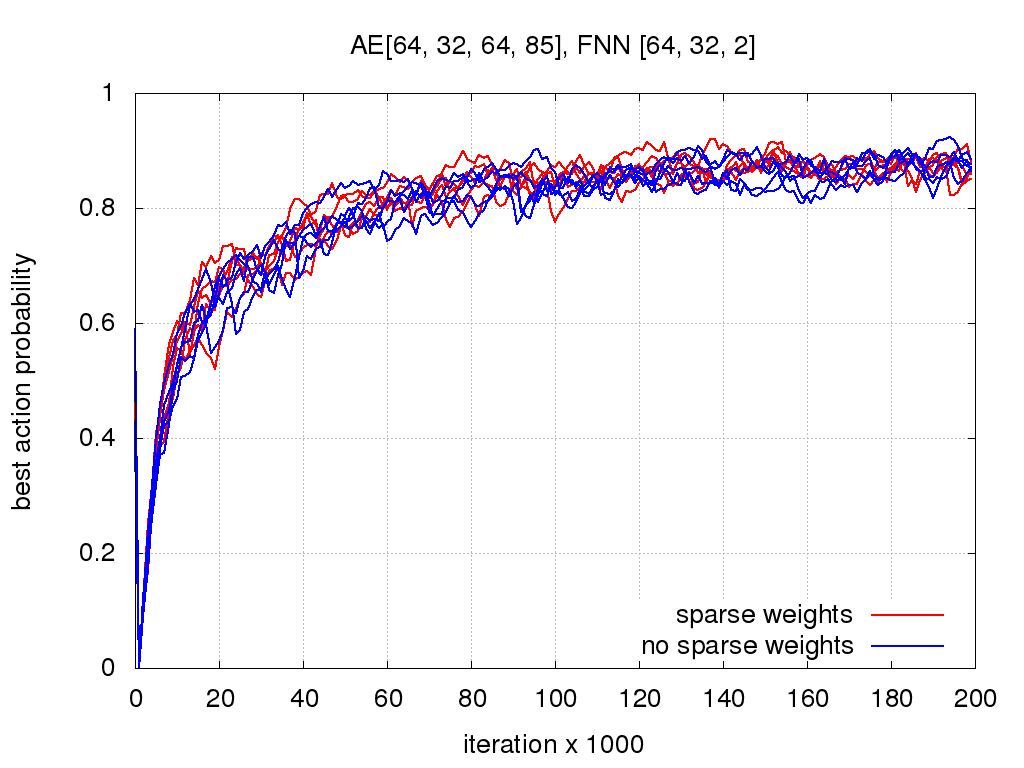 AE[64, 32, 64, 85], FNN [64, 32, 2]
1
0.8
0.6
0.4
0.2
0
best action probability
sparse weights
no sparse weights
0 20 40 60 80 100 120 140 160 180 200
iteration x 1000